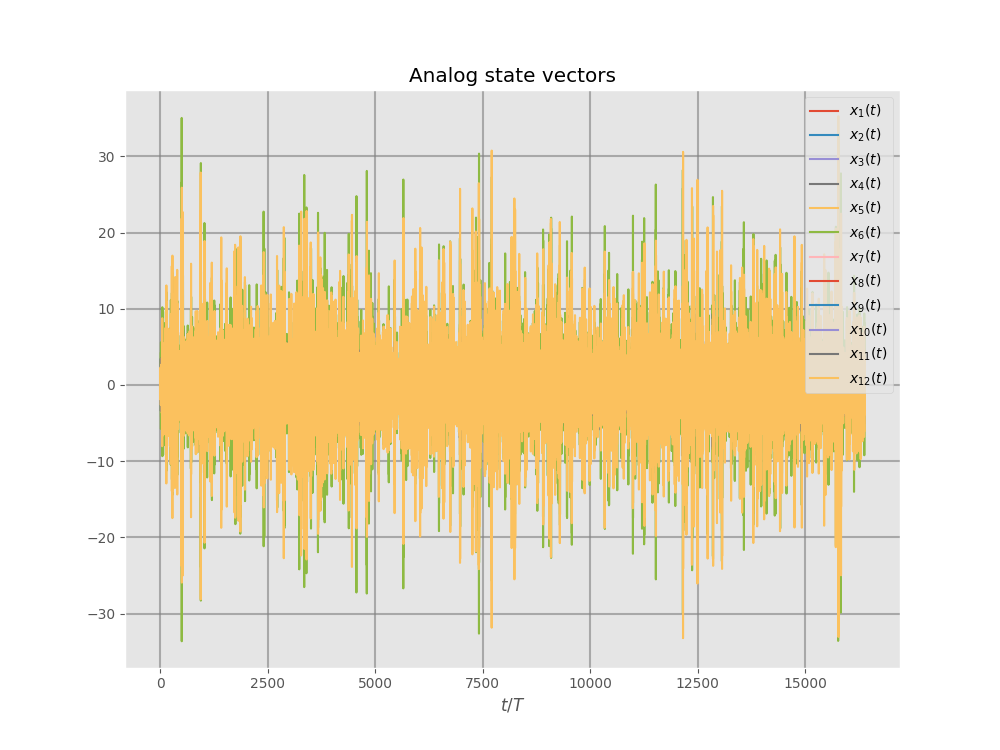 Analog state vectors
30
20
10
0
−10
−20
−30
0
2500
5000
7500
10000
12500
15000
t/T
x₁(t)
x₂(t)
x₃(t)
x₄(t)
x₅(t)
x₆(t)
x₇(t)
x₈(t)
x₉(t)
x₁₀(t)
x₁₁(t)
x₁₂(t)